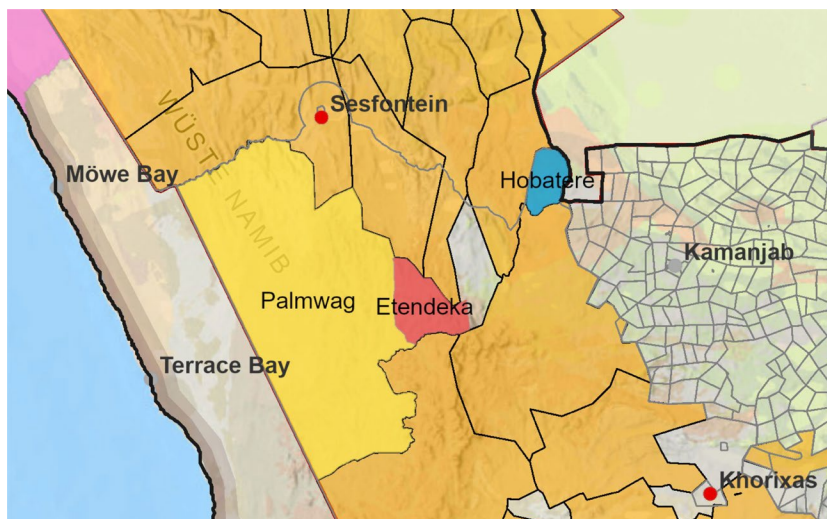 Sesfontein
WÜSTE NAMIB
Möwe Bay
Hobatere
Kamanjab
Palmwag
Etendeka
Terrace Bay
Khorixas